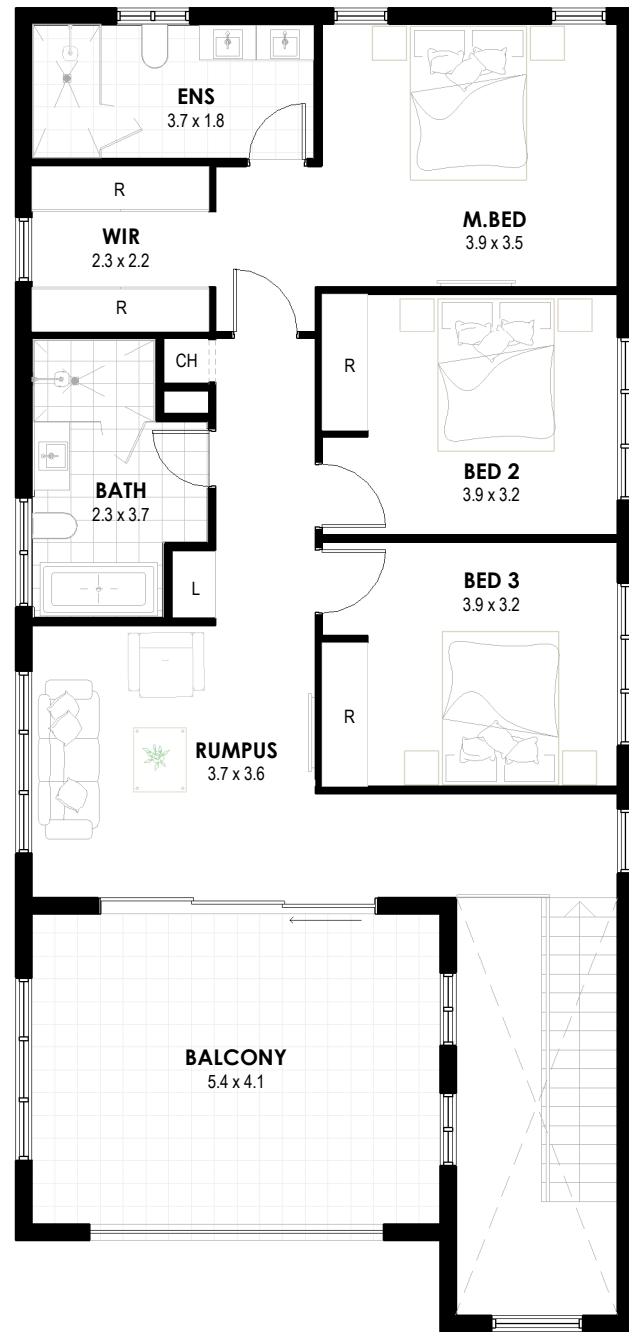 ENS
3.7 x 1.8
R
WIR
2.3 x 2.2
R
M.BED
3.9 x 3.5
CH
R
BED 2
3.9 x 3.2
BATH
2.3 x 3.7
L
BED 3
3.9 x 3.2
R
RUMPUS
3.7 x 3.6
BALCONY
5.4 x 4.1